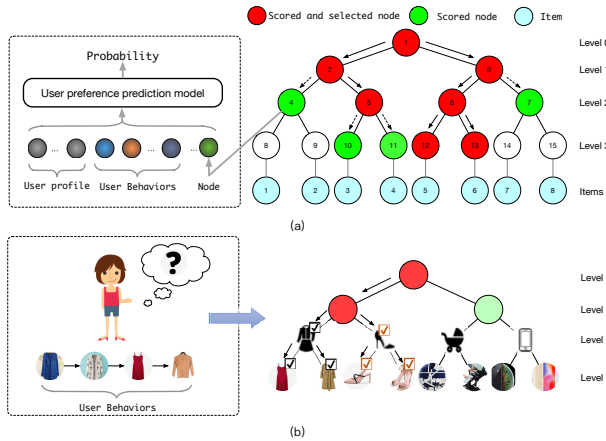 Scored and selected node
Scored node
Item
Probability
User preference prediction model
... ... ...
User profile
User Behaviors
Node
1
Level 0
2
3
Level 1
4
5
6
7
Level 2
8
9
10
11
12
13
14
15
Level 3
1
2
3
4
5
6
7
8
Items
(a)
?
User Behaviors
Level
Level
Level
Level
(b)